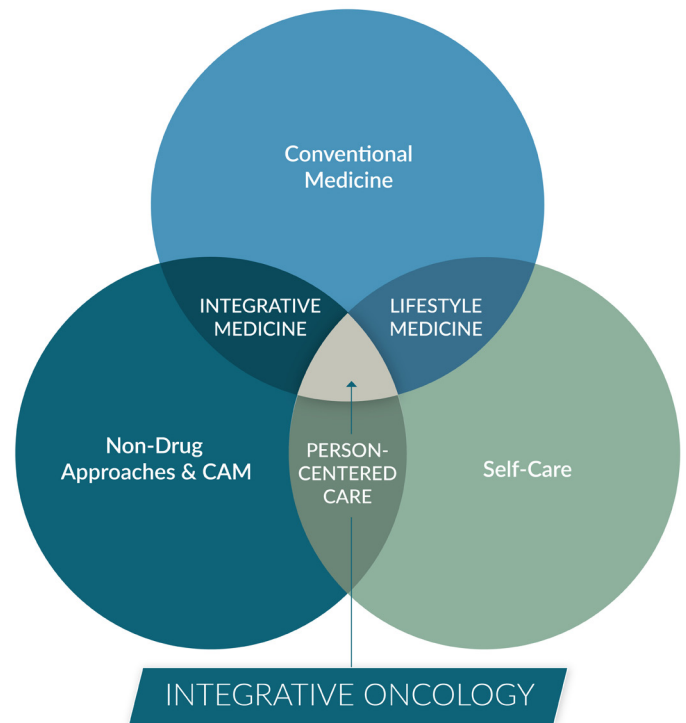 Conventional
Medicine
INTEGRATIVE
MEDICINE
LIFESTYLE
MEDICINE
Non-Drug
Approaches & CAM
PERSON-
CENTERED
CARE
Self-Care
INTEGRATIVE ONCOLOGY